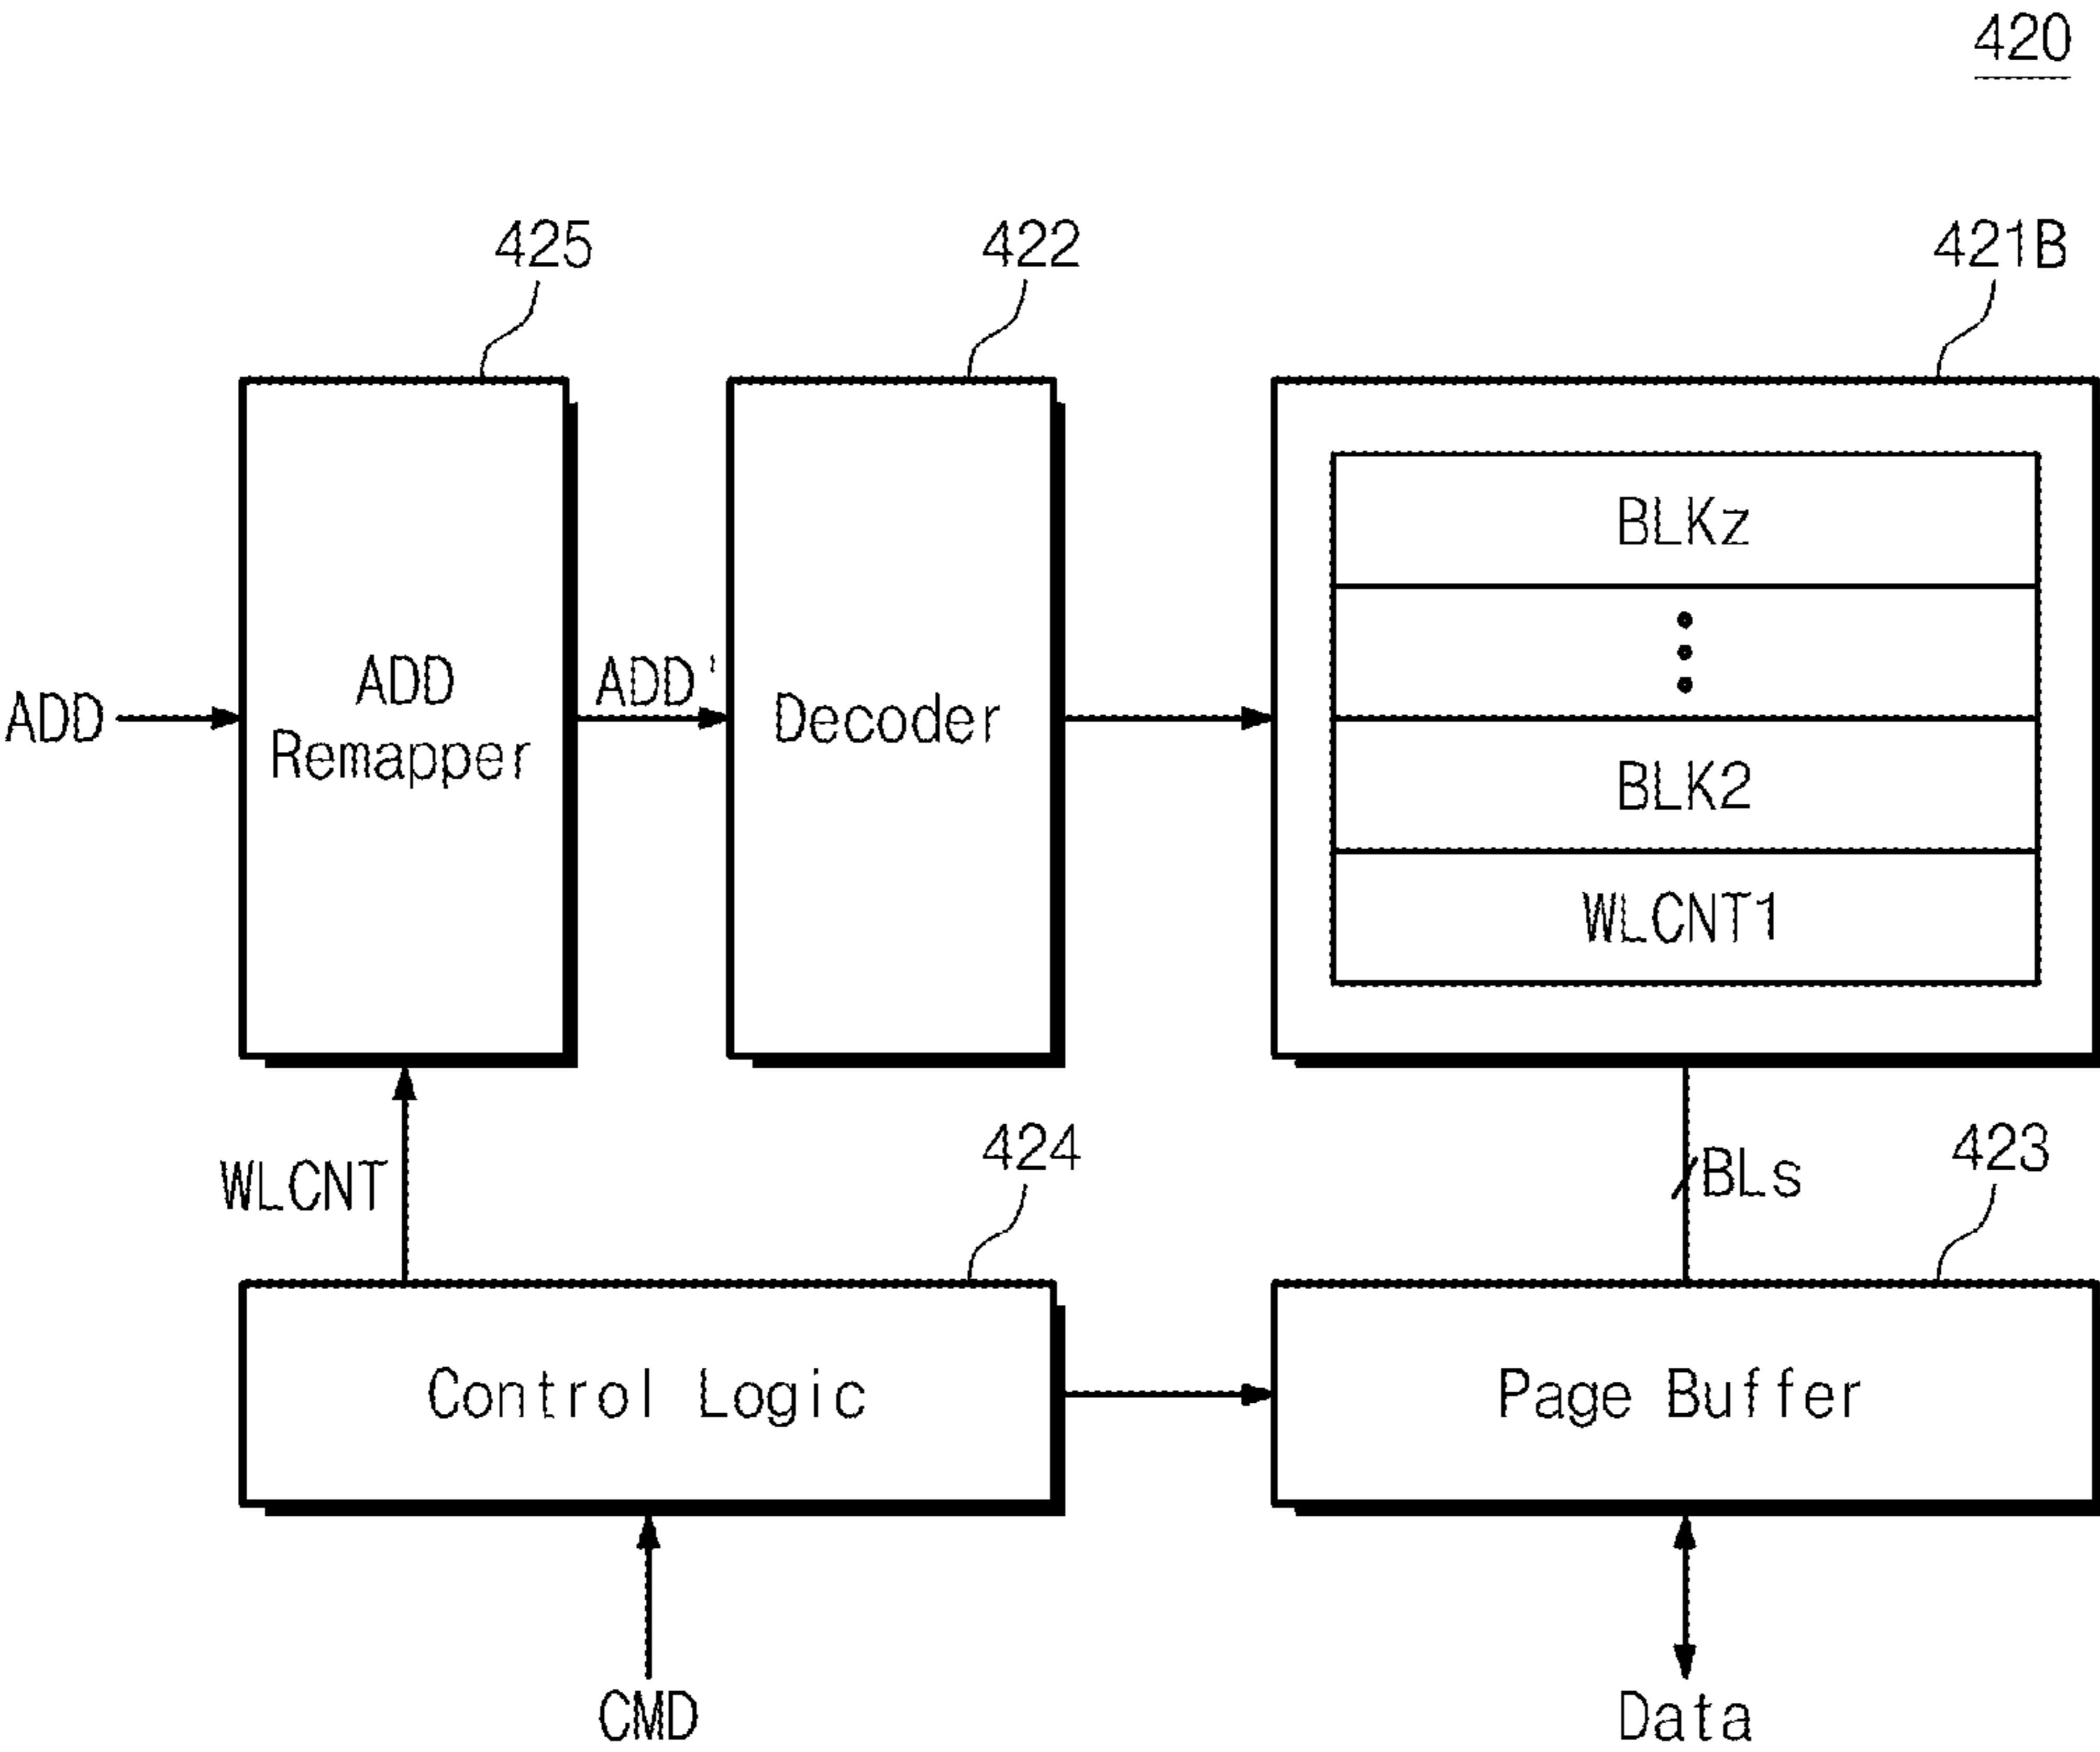 420
425
422
421B
BLKz
ADD
ADD
Remapper
ADD'
Decoder
BLK2
WLCNT1
WLCNT
424
BLs
423
Control Logic
Page Buffer
CMD
Data